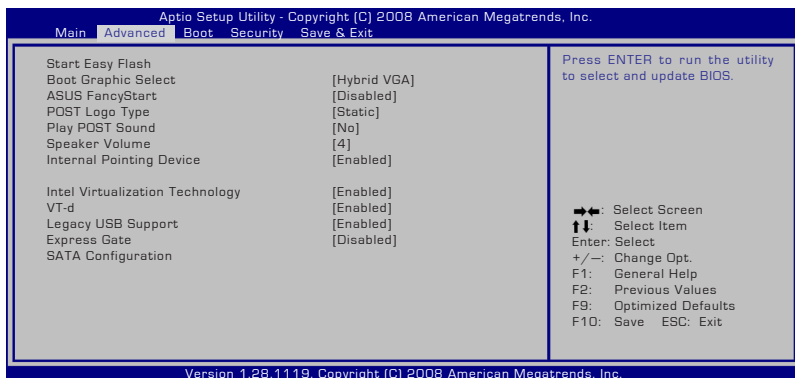 Aptio Setup Utility - Copyright (C) 2008 American Megatrends, Inc.
Main Advanced Boot Security Save & Exit
Start Easy Flash
Boot Graphic Select [Hybrid VGA]
ASUS FancyStart [Disabled]
POST Logo Type [Static]
Play POST Sound [No]
Speaker Volume [4]
Internal Pointing Device [Enabled]
Intel Virtualization Technology [Enabled]
VT-d [Enabled]
Legacy USB Support [Enabled]
Express Gate [Disabled]
SATA Configuration
Press ENTER to run the utility
to select and update BIOS.
→←: Select Screen
↑↓: Select Item
Enter: Select
+/—: Change Opt.
F1: General Help
F2: Previous Values
F9: Optimized Defaults
F10: Save ESC: Exit
Version 1.28.1119. Copyright (C) 2008 American Megatrends, Inc.